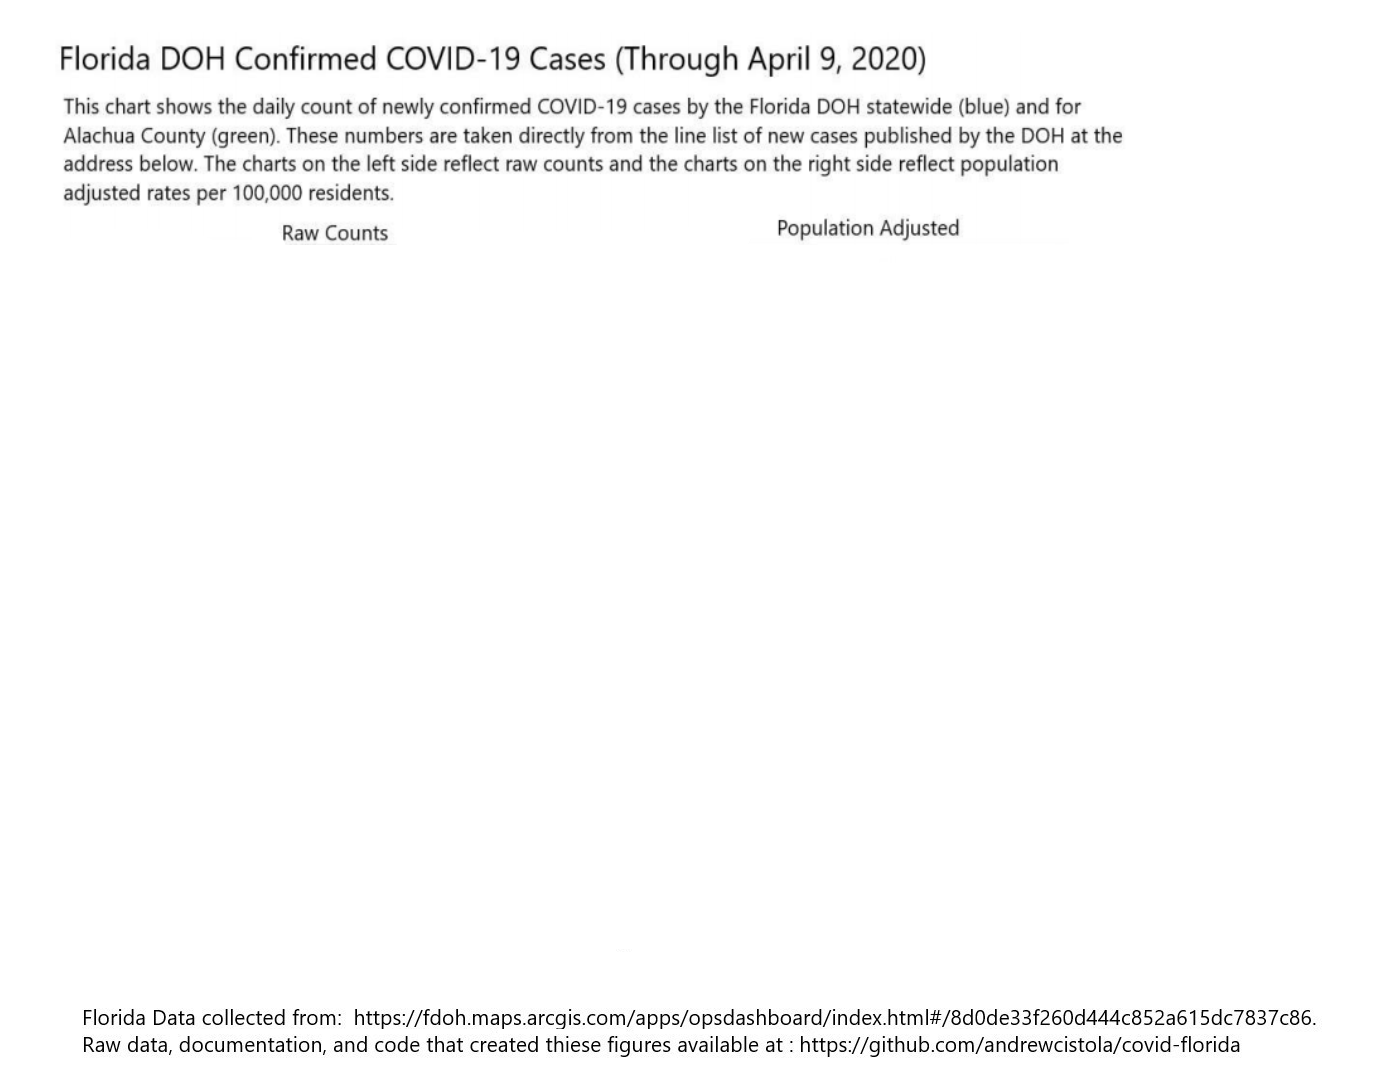 Florida DOH Confirmed COVID-19 Cases (Through April 9, 2020)
This chart shows the daily count of newly confirmed COVID-19 cases by the Florida DOH statewide (blue) and for
Alachua County (green). These numbers are taken directly from the line list of new cases published by the DOH at the
address below. The charts on the left side reflect raw counts and the charts on the right side reflect population
adjusted rates per 100,000 residents.
Raw Counts
Population Adjusted
Florida Data collected from:  https://fdoh.maps.arcgis.com/apps/opsdashboard/index.html#/8d0de33f260d444c852a615dc7837c86.
Raw data, documentation, and code that created thiese figures available at : https://github.com/andrewcistola/covid-florida